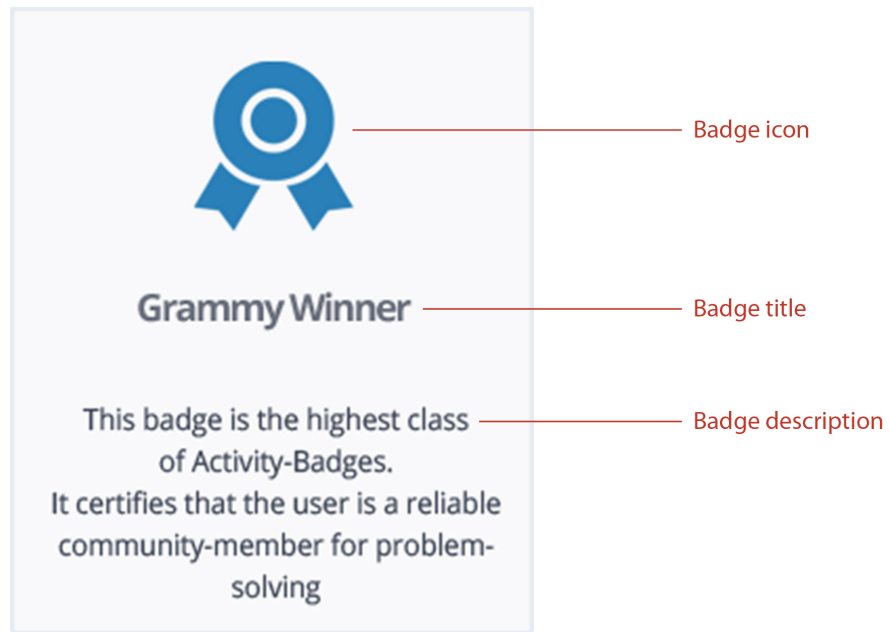 Badge icon
Grammy Winner
Badge title
This badge is the highest class
Badge description
of Activity-Badges.
It certifies that the user is a reliable
community-member for problem-
solving